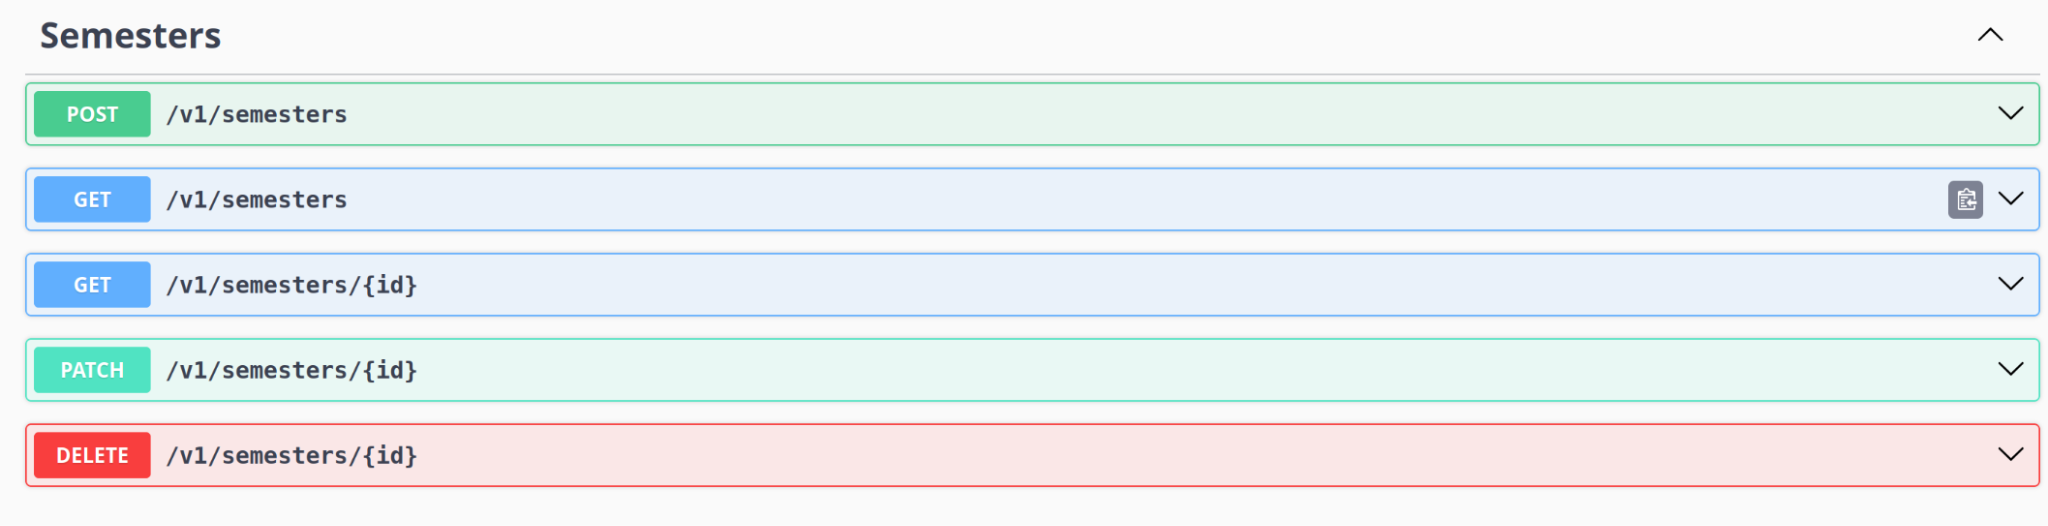 Semesters
POST /v1/semesters
GET /v1/semesters
GET /v1/semesters/{id}
PATCH /v1/semesters/{id}
DELETE /v1/semesters/{id}